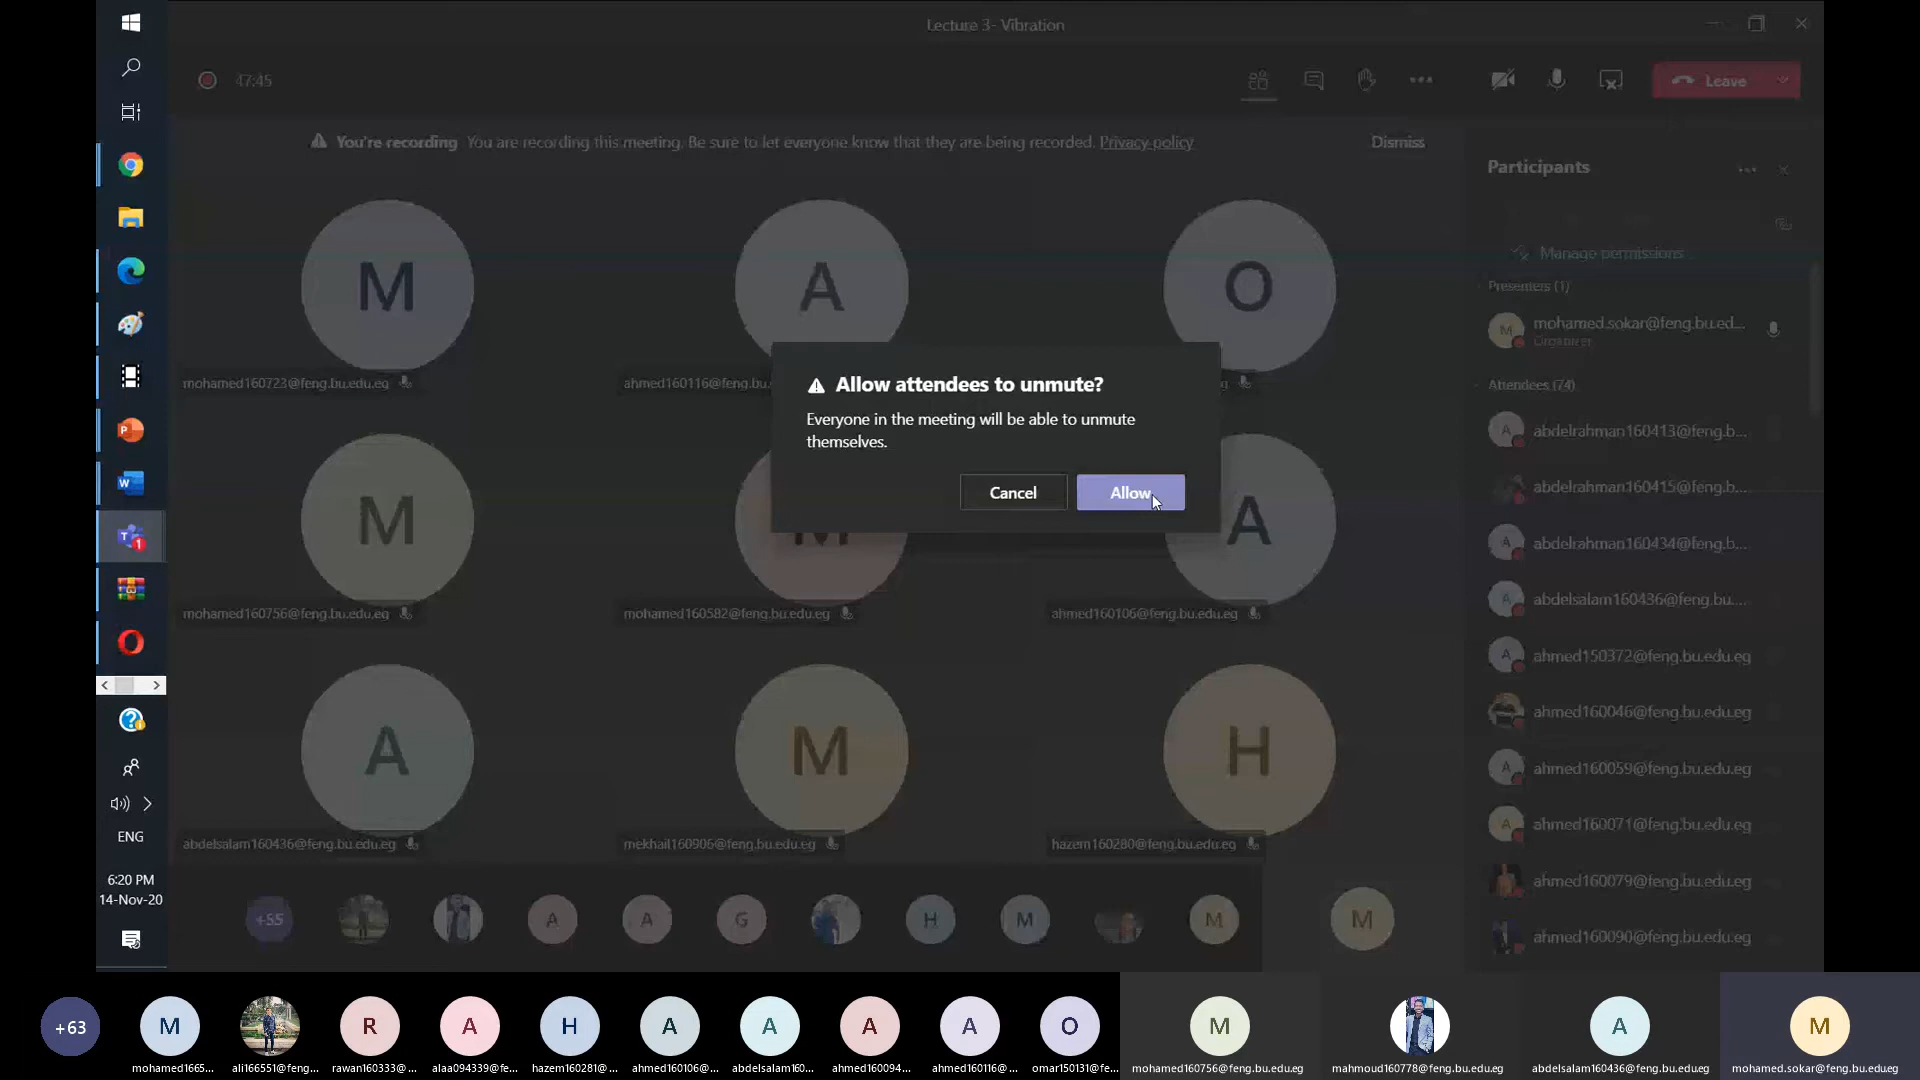 Lecture 3- Vibration
47:45
Leave
You're recording You are recording this meeting. Be sure to let everyone know that they are being recorded. Privacy policy
Dismiss
Participants
Manage permissions
Presenters (1)
mohamed.sokar@feng.bu.ed...
Organizer
Attendees (74)
abdelrahman160413@feng.b...
abdelrahman160415@feng.b...
abdelrahman160434@feng.b...
abdelsalam160436@feng.bu....
ahmed150372@feng.bu.edu.eg
ahmed160046@feng.bu.edu.eg
ahmed160059@feng.bu.edu.eg
ahmed160071@feng.bu.edu.eg
ahmed160079@feng.bu.edu.eg
ahmed160090@feng.bu.edu.eg
M
A
O
mohamed160723@feng.bu.edu.eg
ahmed160116@feng.bu.
Allow attendees to unmute?
Everyone in the meeting will be able to unmute
themselves.
Cancel
Allow
M
M
A
mohamed160756@feng.bu.edu.eg
mohamed160582@feng.bu.edu.eg
ahmed160106@feng.bu.edu.eg
A
M
H
abdelsalam160436@feng.bu.edu.eg
mekhail160906@feng.bu.edu.eg
hazem160280@feng.bu.edu.eg
+55
A
A
G
H
M
M
M
ENG
6:20 PM
14-Nov-20
+63
M
R
A
H
A
A
A
A
O
M
A
M
mohamed1665...
ali166551@feng...
rawan160333@...
alaa094339@fe...
hazem160281@...
ahmed160106@...
abdelsalam160...
ahmed160094...
ahmed160116@...
omar150131@fe...
mohamed160756@feng.bu.edu.eg
mahmoud160778@feng.bu.edu.eg
abdelsalam160436@feng.bu.edu.eg
mohamed.sokar@feng.bu.edu.eg